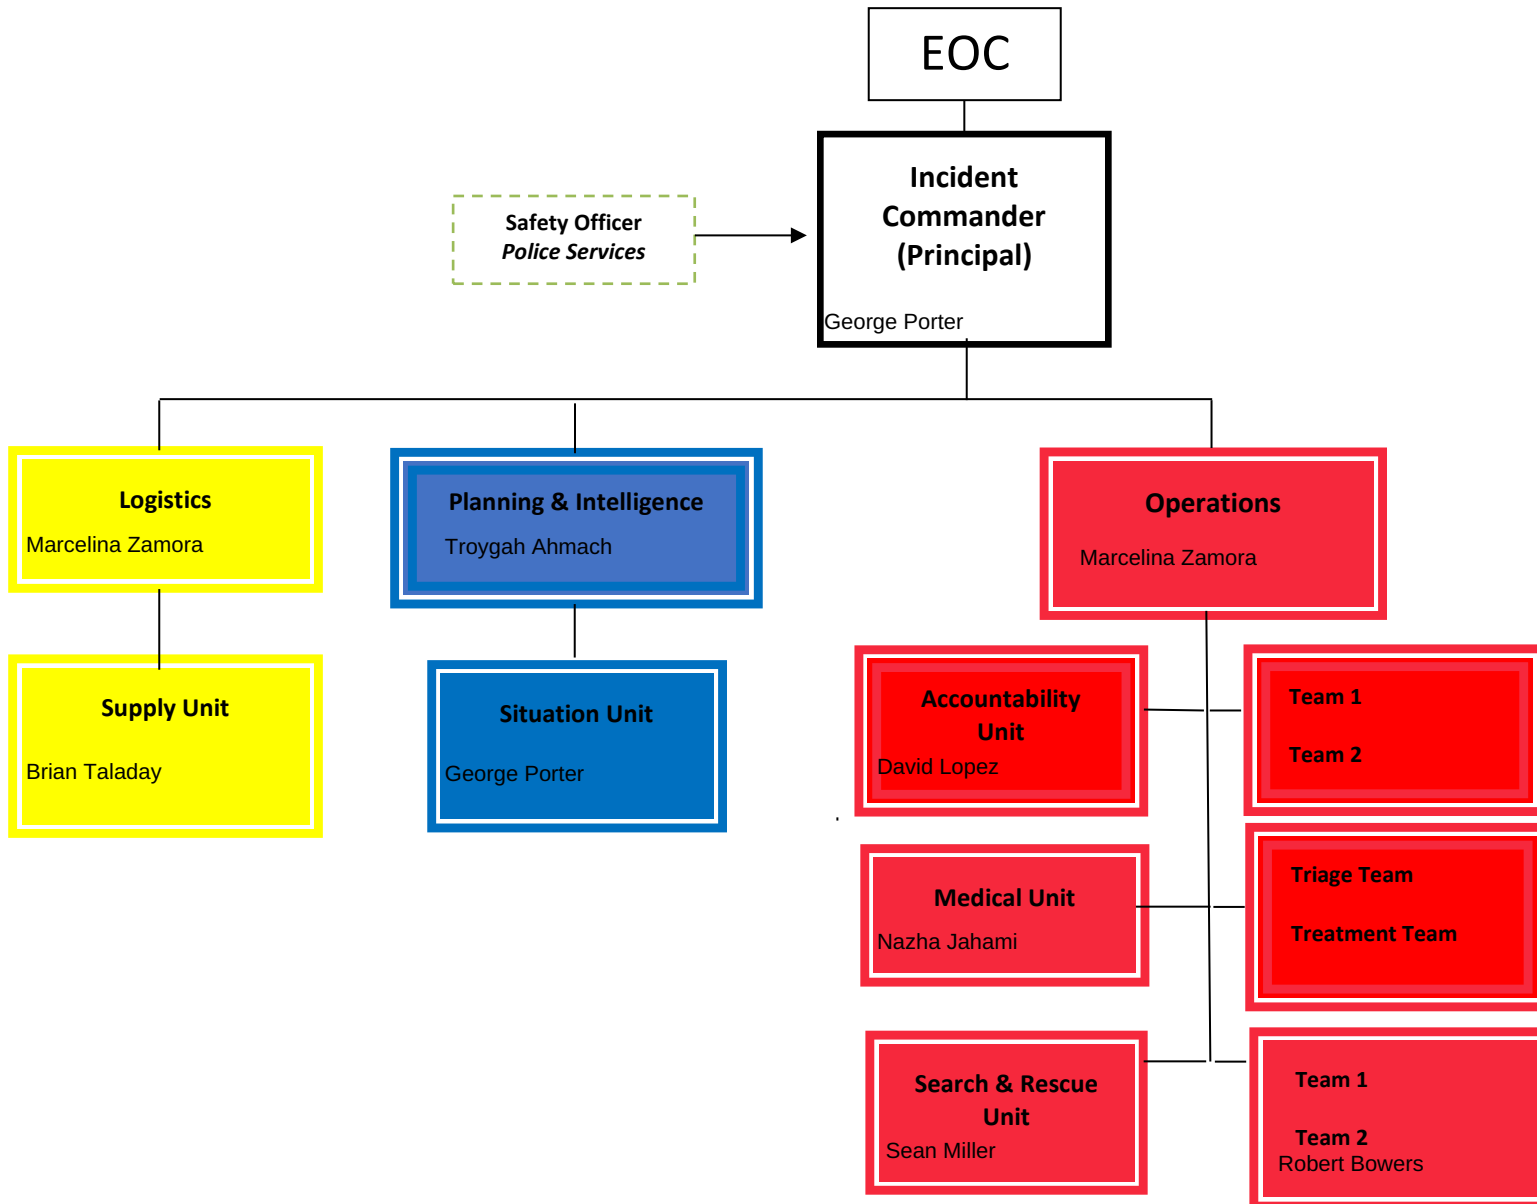 EOC
Incident
Commander
(Principal)
George Porter
Safety Officer
Police Services
Logistics
Marcelina Zamora
Planning & Intelligence
Troygah Ahmach
Operations
Marcelina Zamora
Supply Unit
Brian Taladay
Situation Unit
George Porter
Accountability
Unit
David Lopez
Team 1
Team 2
Medical Unit
Nazha Jahami
Triage Team
Treatment Team
Search & Rescue
Unit
Sean Miller
Team 1
Team 2
Robert Bowers